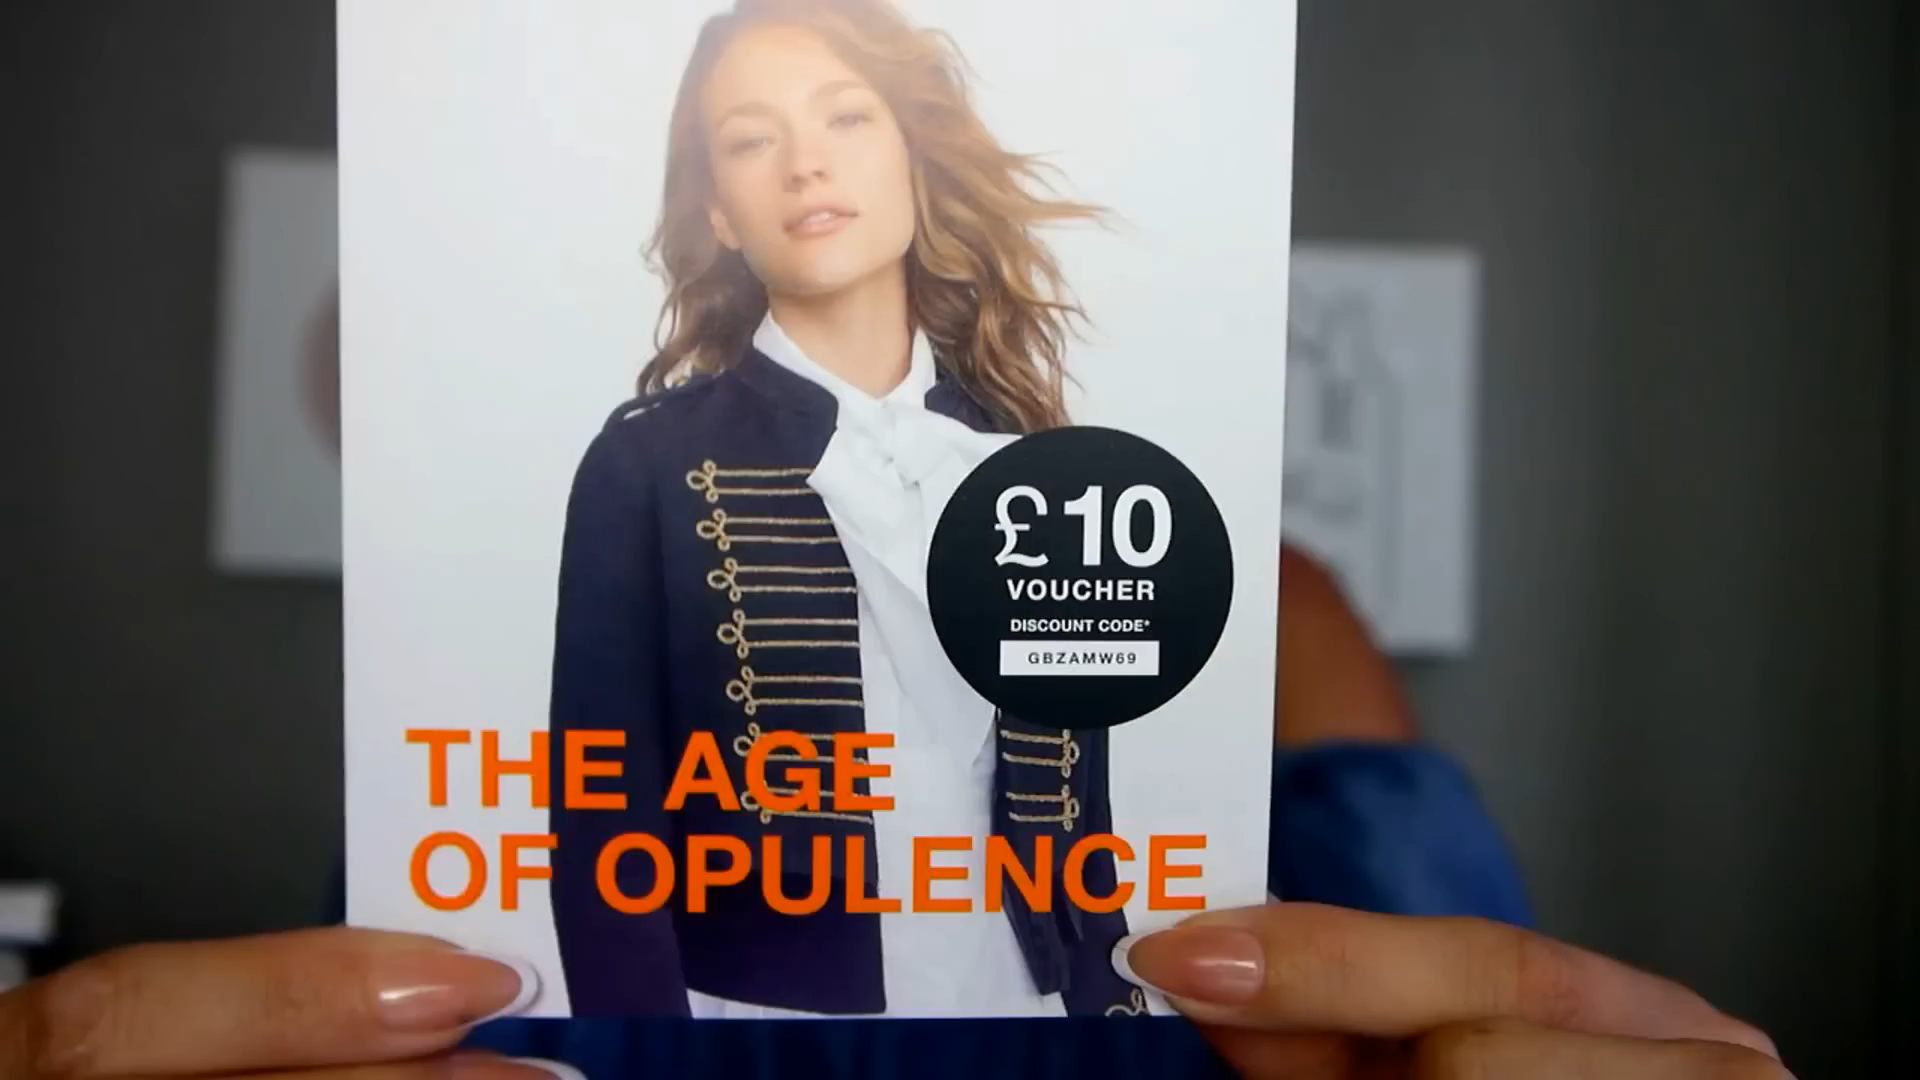 £10
VOUCHER
DISCOUNT CODE*
GBZAMW69
THE AGE
OF OPULENCE